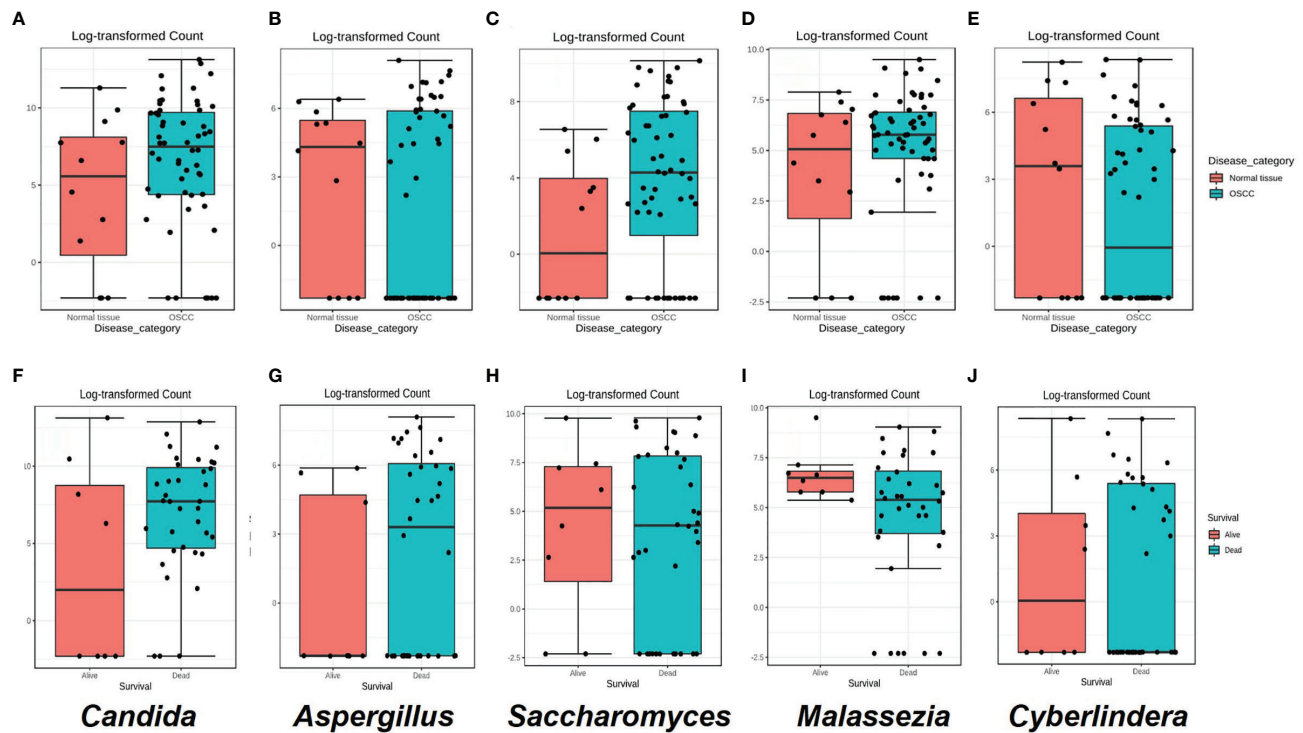 A
Log-transformed Count
10
5
0
Normal tissue OSCC
Disease_category
B
Log-transformed Count
6
3
0
Normal tissue OSCC
Disease_category
C
Log-transformed Count
8
4
0
Normal tissue OSCC
Disease_category
D
Log-transformed Count
10.0
7.5
5.0
2.5
0.0
-2.5
Normal tissue OSCC
Disease_category
E
Log-transformed Count
6
3
0
Normal tissue OSCC
Disease_category
Disease_category
Normal tissue
OSCC
F
Log-transformed Count
10
5
0
Alive Dead
Survival
G
Log-transformed Count
6
3
0
Alive Dead
Survival
H
Log-transformed Count
10.0
7.5
5.0
2.5
0.0
-2.5
Alive Dead
Survival
I
Log-transformed Count
10.0
7.5
5.0
2.5
0.0
-2.5
Alive Dead
Survival
J
Log-transformed Count
6
3
0
Alive Dead
Survival
Survival
Alive
Dead
Candida Aspergillus Saccharomyces Malassezia Cyberlindera